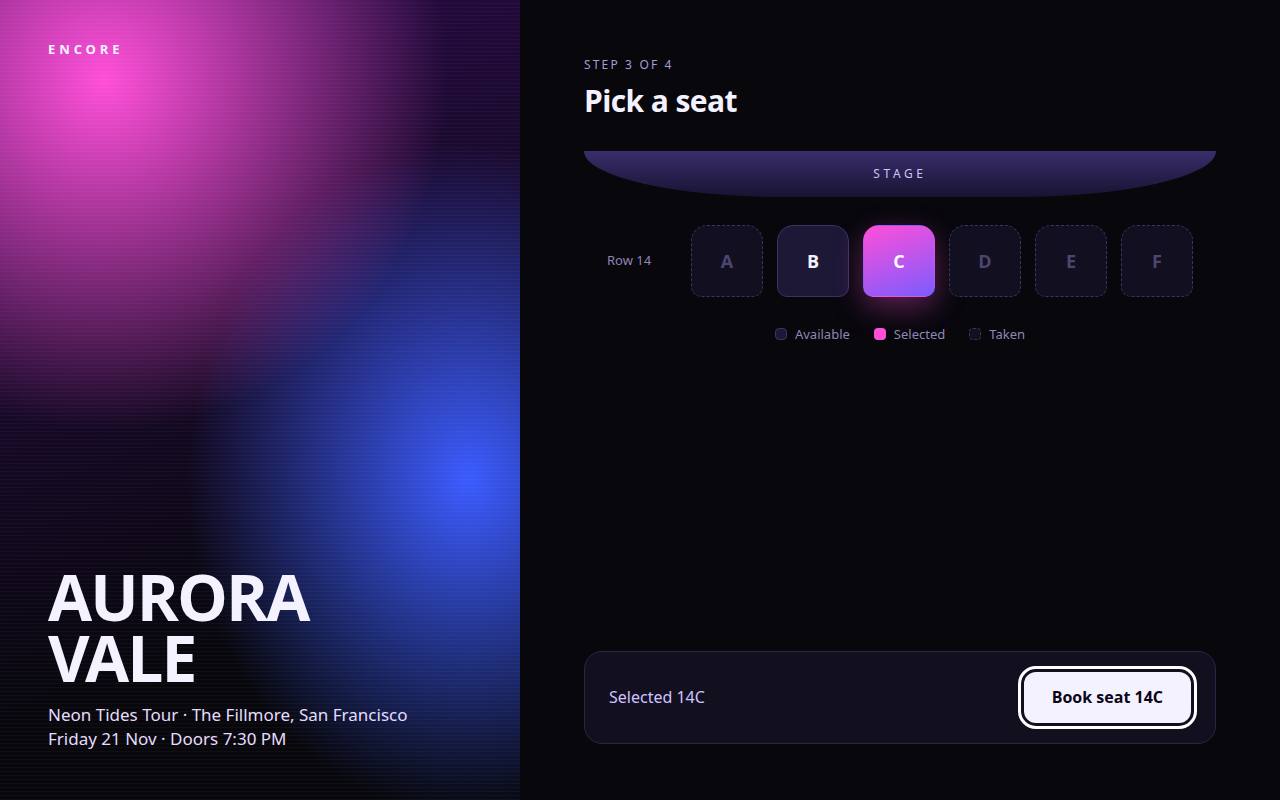 ENCORE
AURORA
VALE
Neon Tides Tour · The Fillmore, San Francisco
Friday 21 Nov · Doors 7:30 PM
STEP 3 OF 4
Pick a seat
STAGE
Row 14 A B C D E F
Available Selected Taken
Selected 14C Book seat 14C